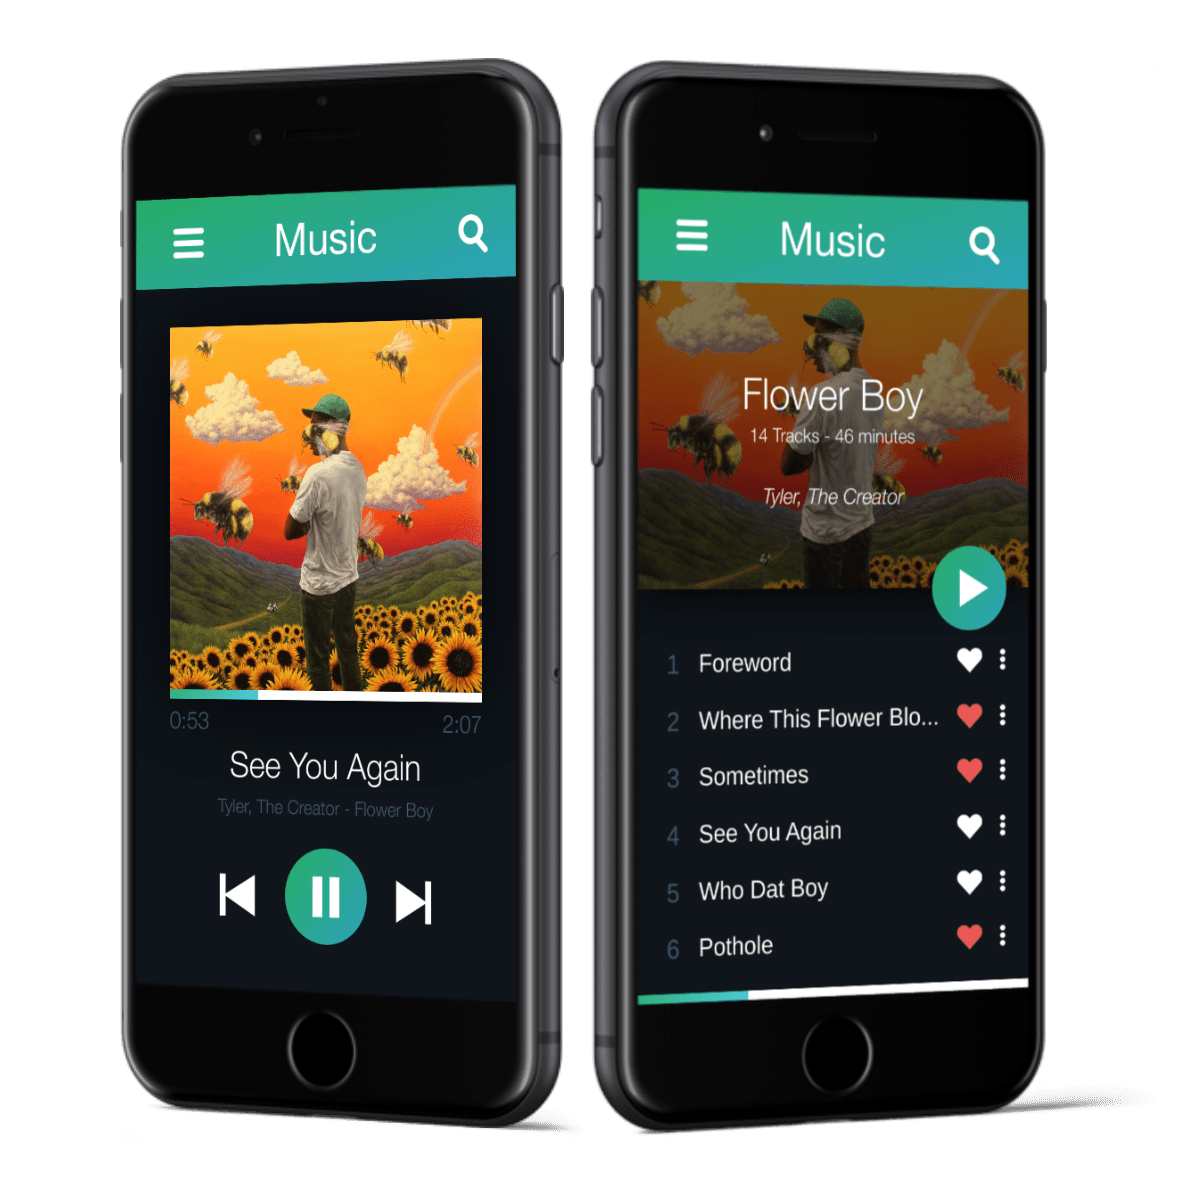 Music
0:53
2:07
See You Again
Tyler, The Creator - Flower Boy
Music
Flower Boy
14 Tracks - 46 minutes
Tyler, The Creator
1 Foreword
2 Where This Flower Blo...
3 Sometimes
4 See You Again
5 Who Dat Boy
6 Pothole